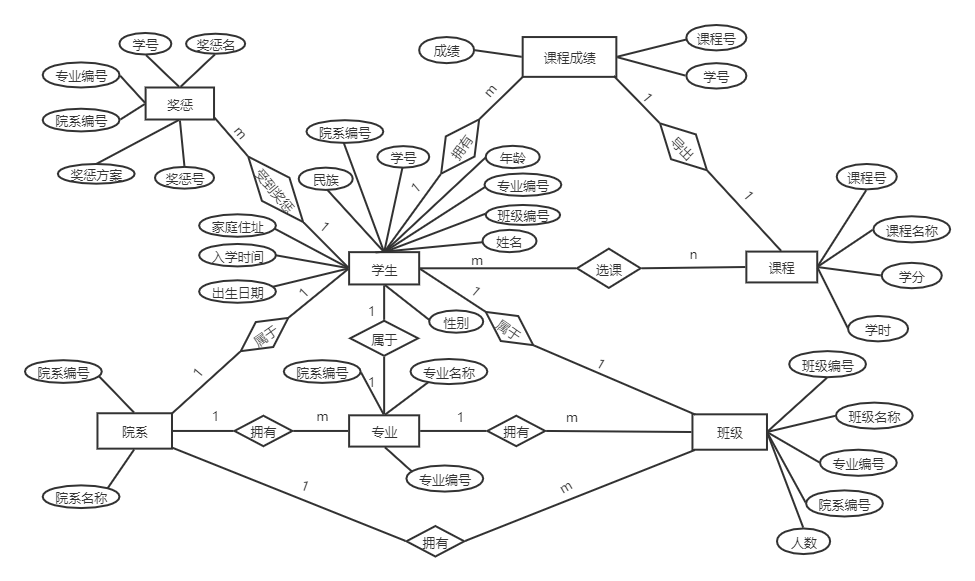 学号
奖惩名
专业编号
院系编号
奖惩
奖惩方案
奖惩号
m
受到奖惩
1
成绩
课程成绩
课程号
学号
m
拥有
1
1
导出
1
院系编号
学号
民族
年龄
专业编号
班级编号
姓名
家庭住址
入学时间
出生日期
学生
性别
m
选课
n
课程
课程号
课程名称
学分
学时
1
属于
1
1
属于
1
1
属于
1
院系编号
院系
院系名称
1
拥有
m
院系编号
专业名称
专业
专业编号
1
拥有
m
班级编号
班级名称
班级
专业编号
院系编号
人数
1
拥有
m